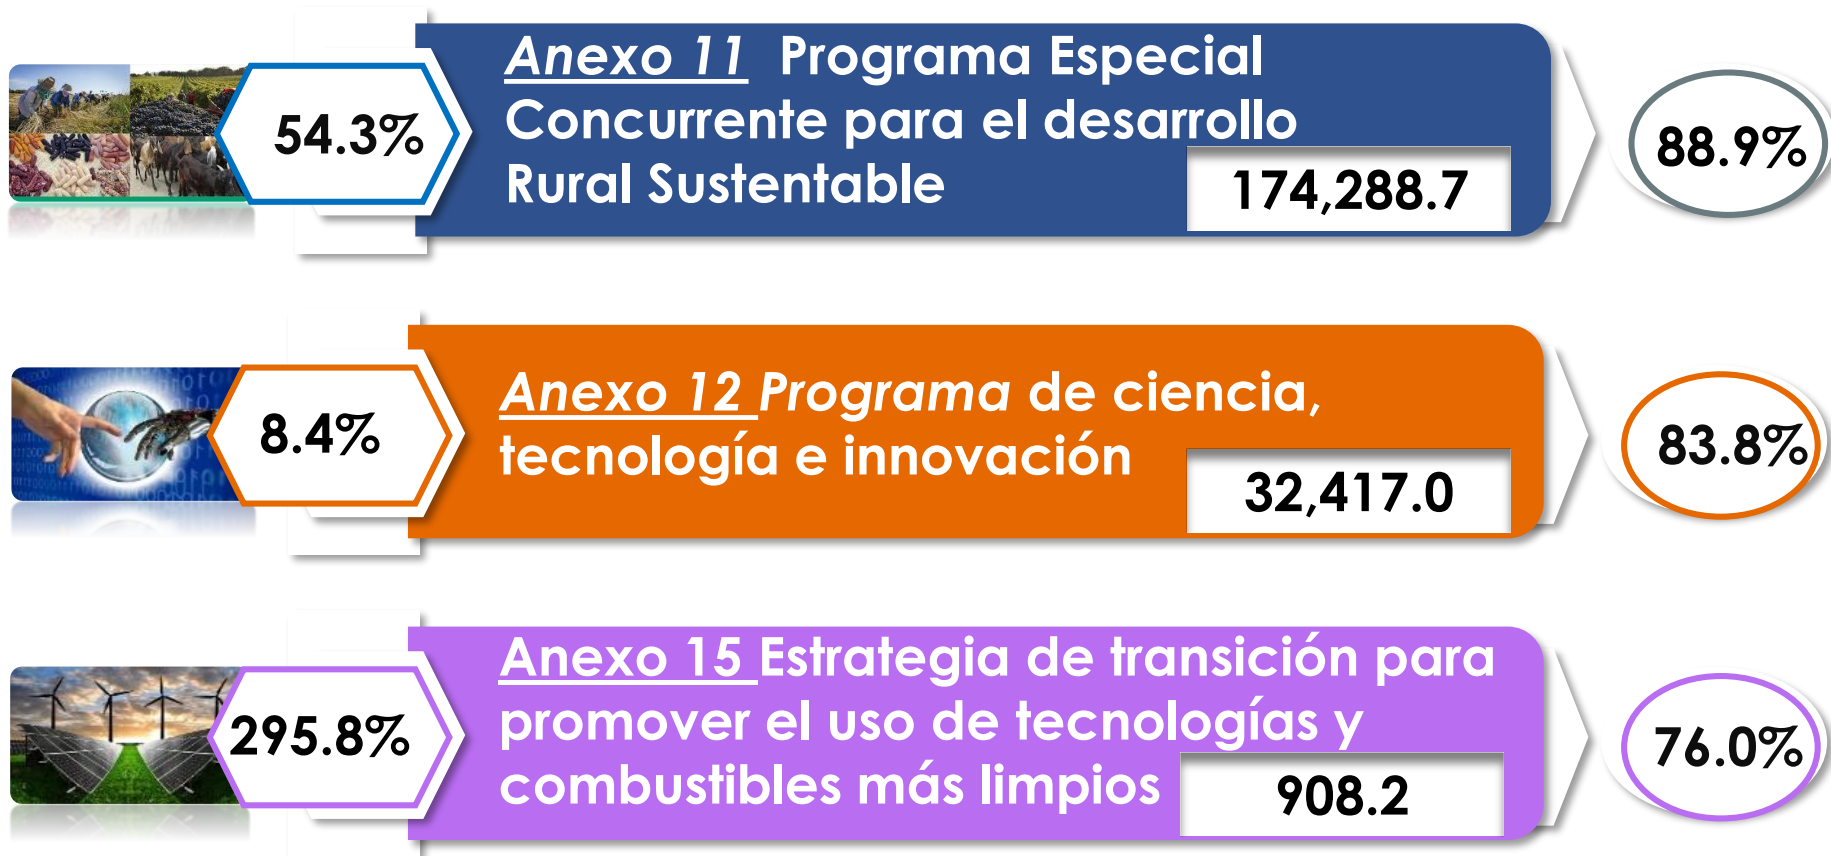 54.3%
Anexo 11 Programa Especial
Concurrente para el desarrollo
Rural Sustentable
174,288.7
88.9%
8.4%
Anexo 12 Programa de ciencia,
tecnología e innovación
32,417.0
83.8%
295.8%
Anexo 15 Estrategia de transición para
promover el uso de tecnologías y
combustibles más limpios
908.2
76.0%